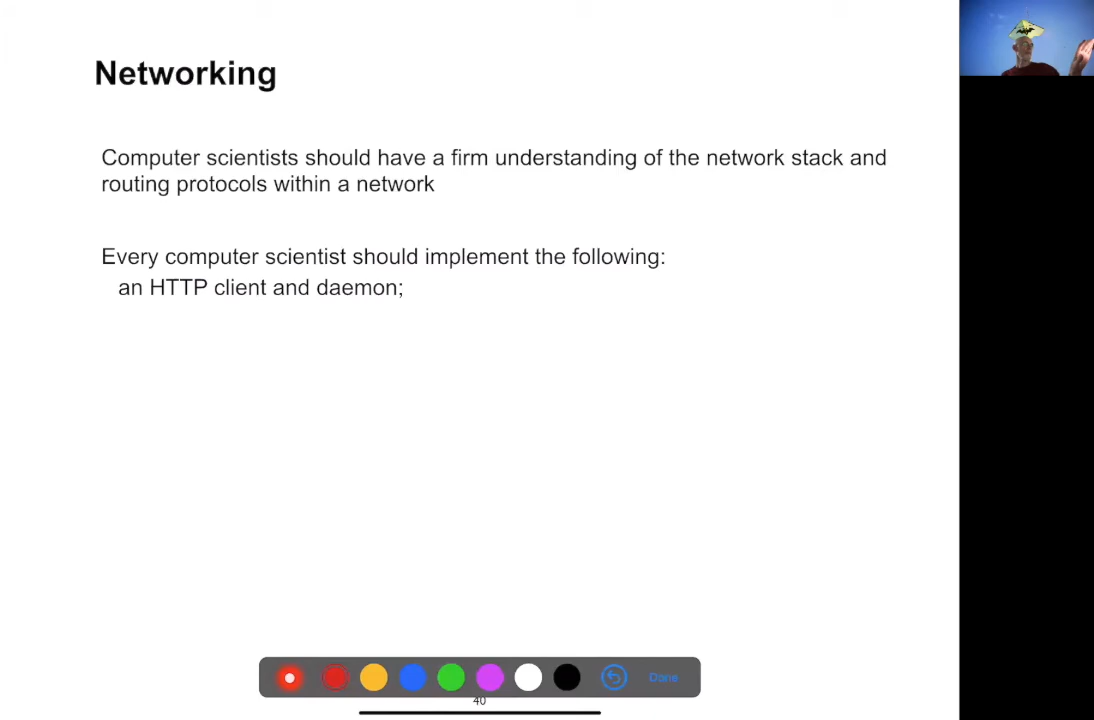 Networking
Computer scientists should have a firm understanding of the network stack and
routing protocols within a network
Every computer scientist should implement the following:
an HTTP client and daemon;
Done
40